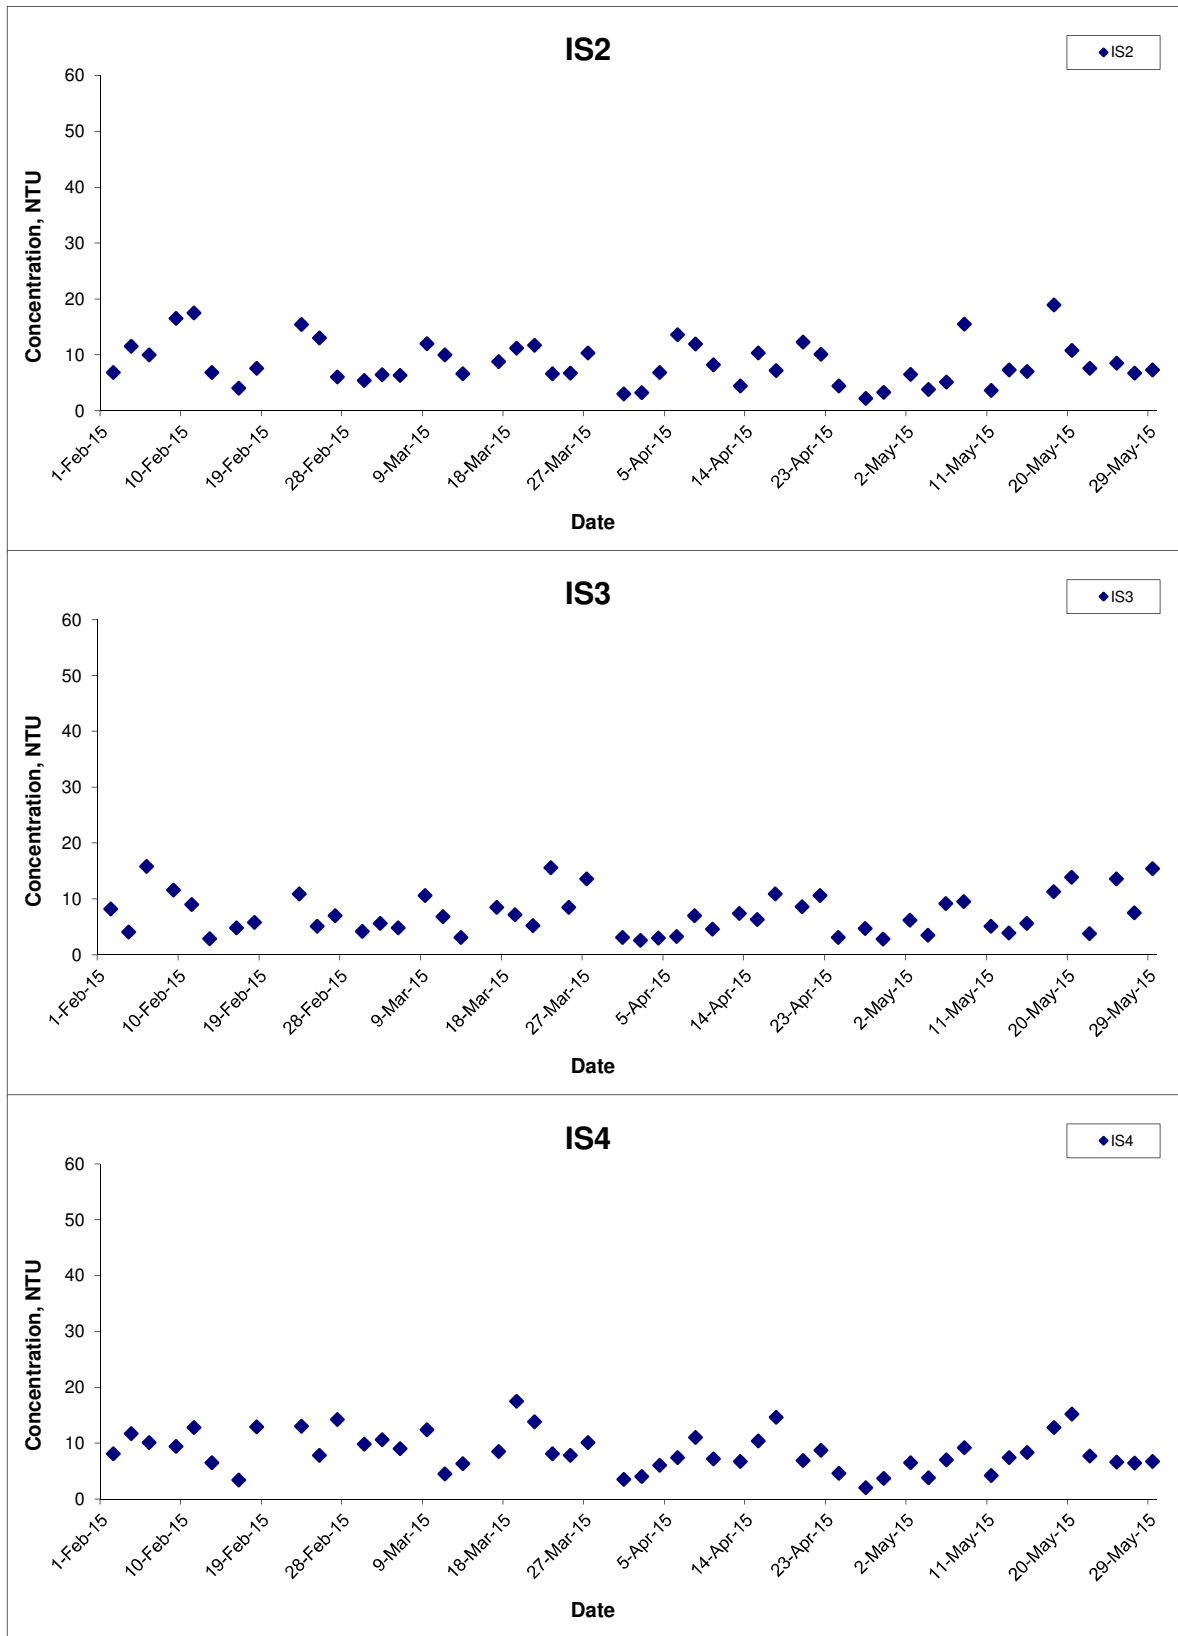 IS2
IS2
60
50
40
30
20
10
0
Concentration, NTU
1-Feb-15
10-Feb-15
19-Feb-15
28-Feb-15
9-Mar-15
18-Mar-15
27-Mar-15
5-Apr-15
14-Apr-15
23-Apr-15
2-May-15
11-May-15
20-May-15
29-May-15
Date
IS3
IS3
60
50
40
30
20
10
0
Concentration, NTU
1-Feb-15
10-Feb-15
19-Feb-15
28-Feb-15
9-Mar-15
18-Mar-15
27-Mar-15
5-Apr-15
14-Apr-15
23-Apr-15
2-May-15
11-May-15
20-May-15
29-May-15
Date
IS4
IS4
60
50
40
30
20
10
0
Concentration, NTU
1-Feb-15
10-Feb-15
19-Feb-15
28-Feb-15
9-Mar-15
18-Mar-15
27-Mar-15
5-Apr-15
14-Apr-15
23-Apr-15
2-May-15
11-May-15
20-May-15
29-May-15
Date